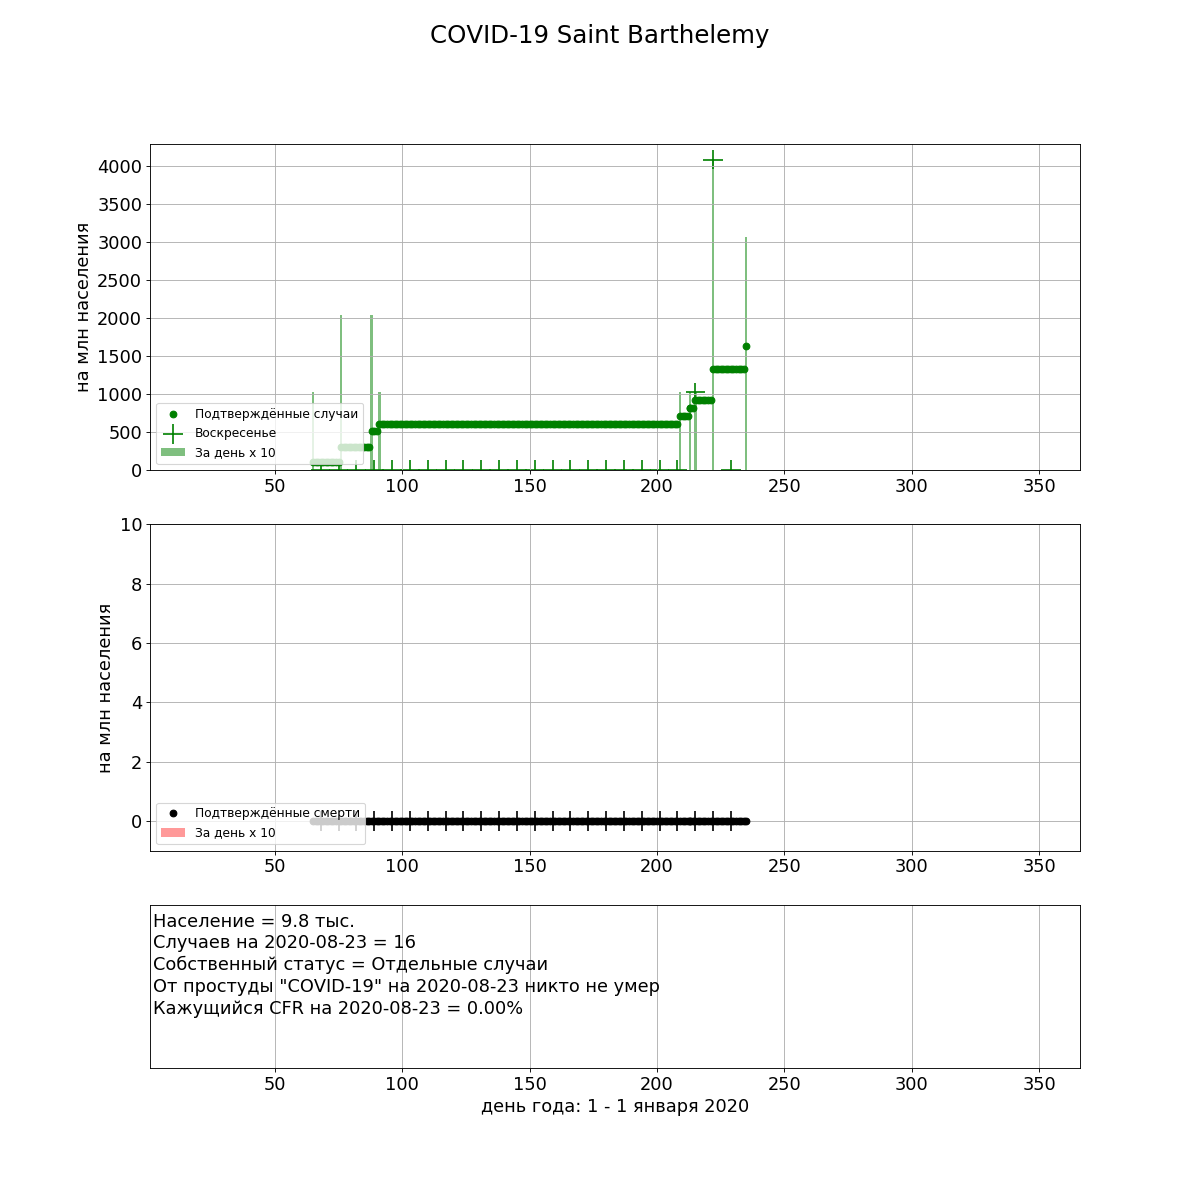 COVID-19 Saint Barthelemy
на млн населения
4000
3500
3000
2500
2000
1500
1000
500
0
Подтверждённые случаи
Воскресенье
За день x 10
50 100 150 200 250 300 350
на млн населения
10
8
6
4
2
0
Подтверждённые смерти
За день x 10
50 100 150 200 250 300 350
Население = 9.8 тыс.
Случаев на 2020-08-23 = 16
Собственный статус = Отдельные случаи
От простуды "COVID-19" на 2020-08-23 никто не умер
Кажущийся CFR на 2020-08-23 = 0.00%
50 100 150 200 250 300 350
день года: 1 - 1 января 2020